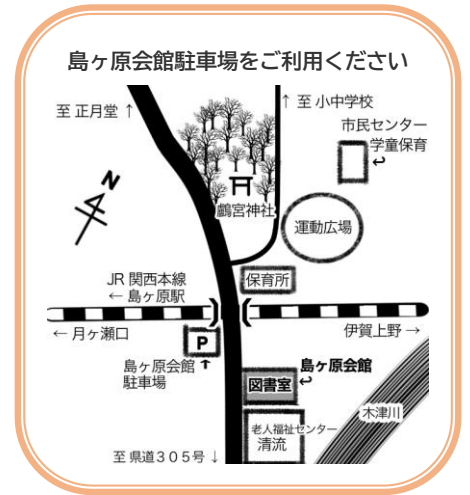 島ヶ原会館駐車場をご利用ください
至 正月堂 ↑
↑ 至 小中学校
市民センター
学童保育
N
鸕宮神社
運動広場
JR 関西本線
← 島ヶ原駅
保育所
← 月ヶ瀬口
伊賀上野 →
P
島ヶ原会館
駐車場
島ヶ原会館
図書室
木津川
老人福祉センター
清流
至 県道305号 ↓